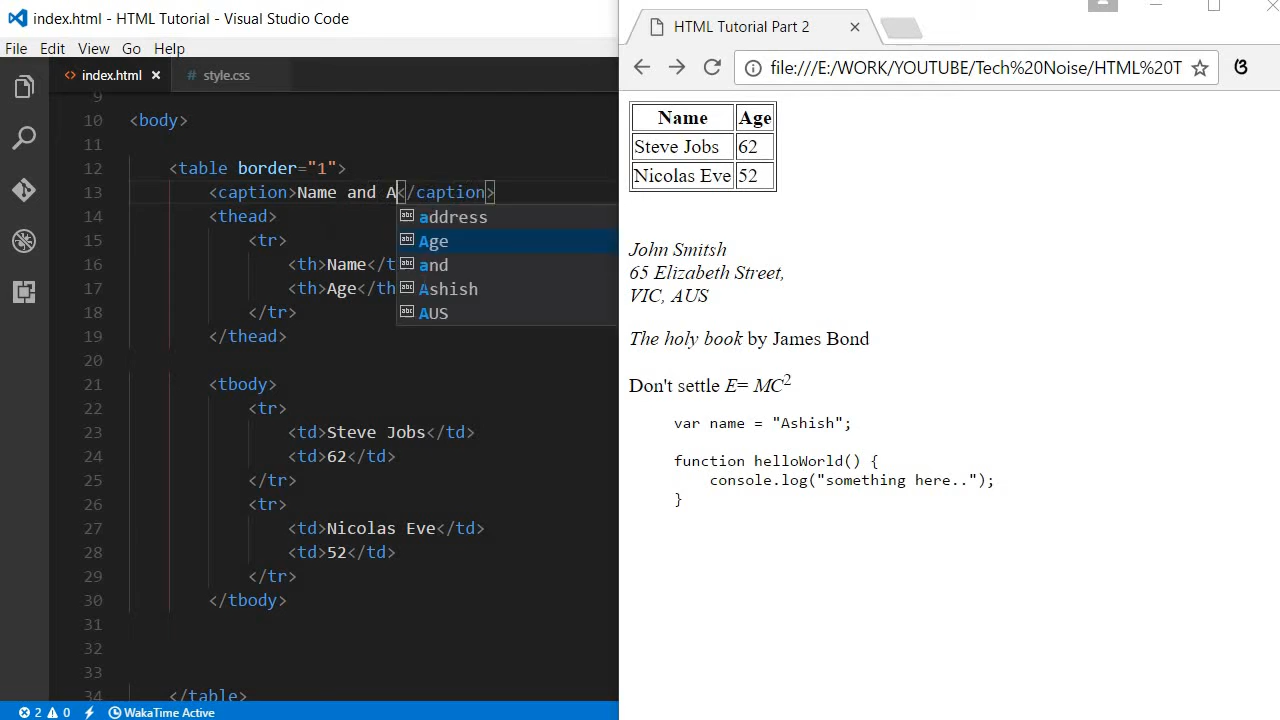 index.html - HTML Tutorial - Visual Studio Code
File Edit View Go Help
<> index.html ×
# style.css
9
10 <body>
11
12 <table border="1">
13 <caption>Name and A</caption>
14 <thead>
15 <tr>
16 <th>Name</t
17 <th>Age</th
18 </tr>
19 </thead>
20
21 <tbody>
22 <tr>
23 <td>Steve Jobs</td>
24 <td>62</td>
25 </tr>
26 <tr>
27 <td>Nicolas Eve</td>
28 <td>52</td>
29 </tr>
30 </tbody>
31
32
33
34 </table>
abc address
abc Age
abc and
abc Ashish
abc AUS
2 0 WakaTime Active
HTML Tutorial Part 2
file:///E:/WORK/YOUTUBE/Tech%20Noise/HTML%20T
Name Age
Steve Jobs 62
Nicolas Eve 52
John Smitsh
65 Elizabeth Street,
VIC, AUS
The holy book by James Bond
Don't settle E= MC2
var name = "Ashish";
function helloWorld() {
console.log("something here..");
}